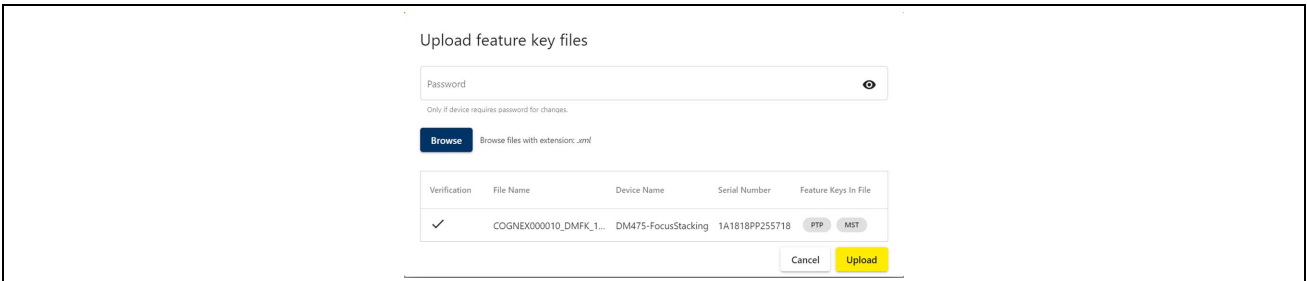 Upload feature key files
Password
Only if device requires password for changes.
Browse Browse files with extension: .xml
Verification File Name Device Name Serial Number Feature Keys In File
COGNEX000010_DMFK_1... DM475-FocusStacking 1A1818PP255718 PTP MST
Cancel Upload